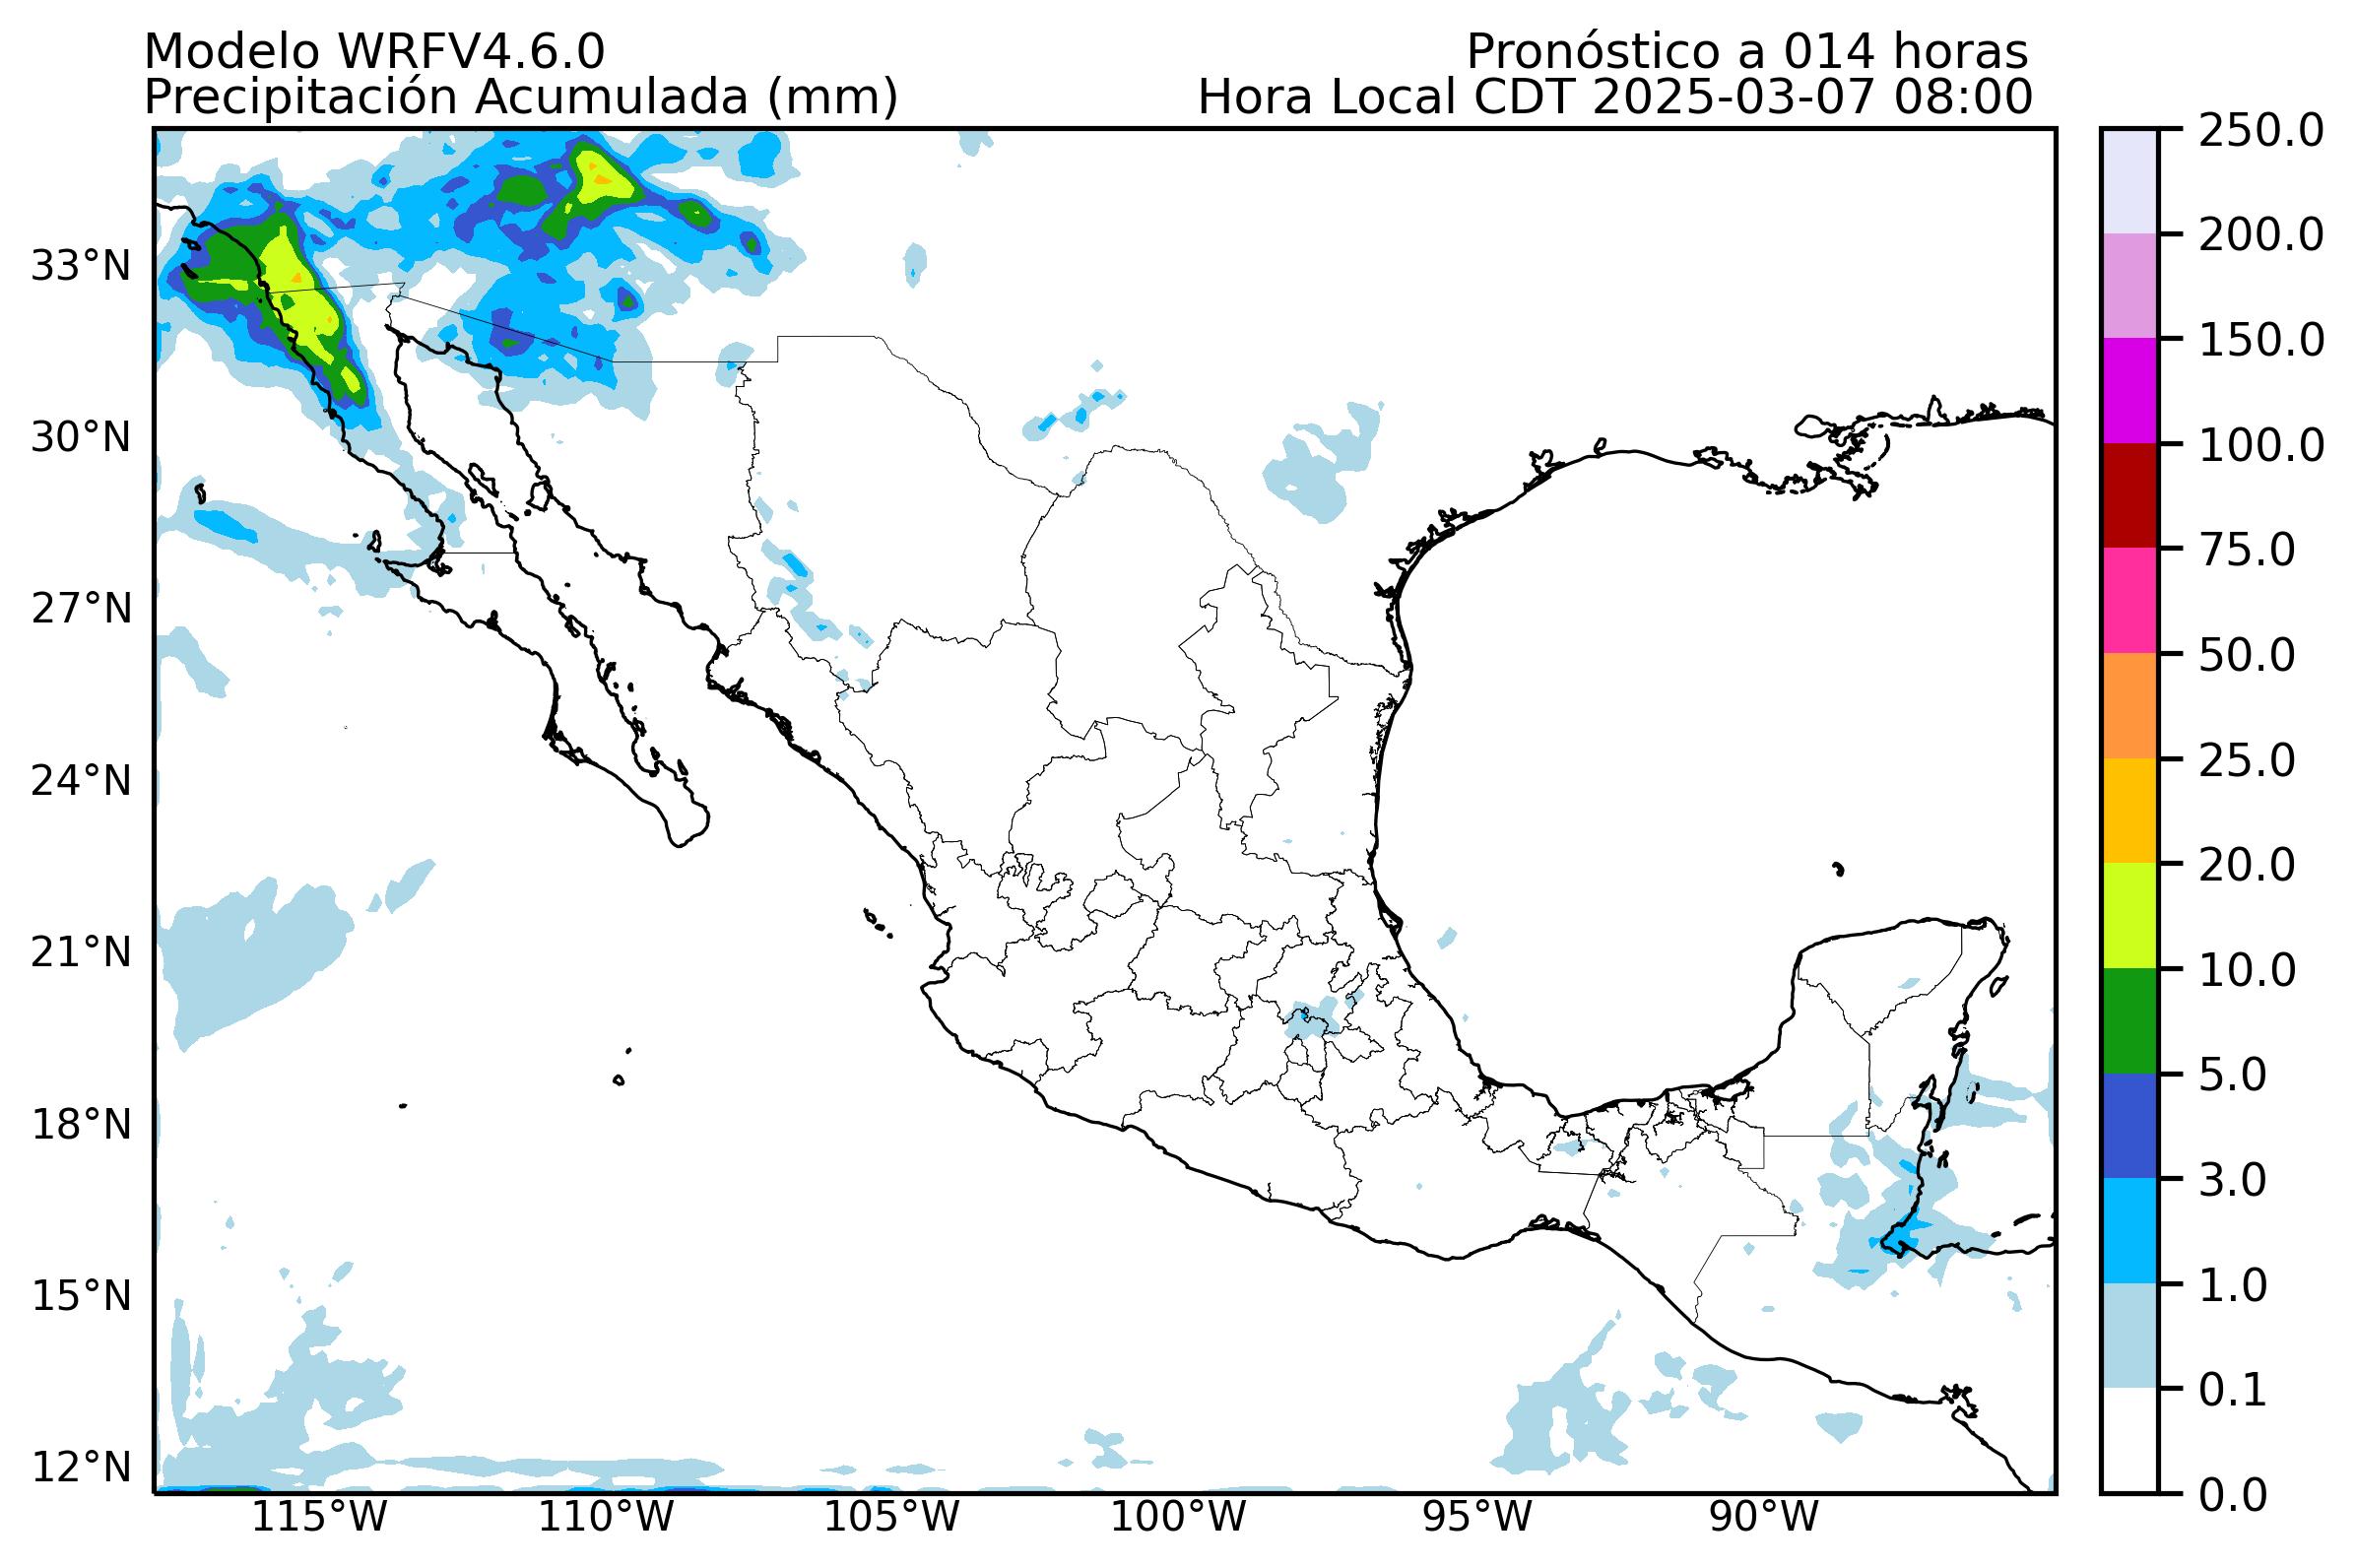 Modelo WRFV4.6.0
Precipitación Acumulada (mm)
Pronóstico a 014 horas
Hora Local CDT 2025-03-07 08:00
33°N
30°N
27°N
24°N
21°N
18°N
15°N
12°N
115°W
110°W
105°W
100°W
95°W
90°W
250.0
200.0
150.0
100.0
75.0
50.0
25.0
20.0
10.0
5.0
3.0
1.0
0.1
0.0